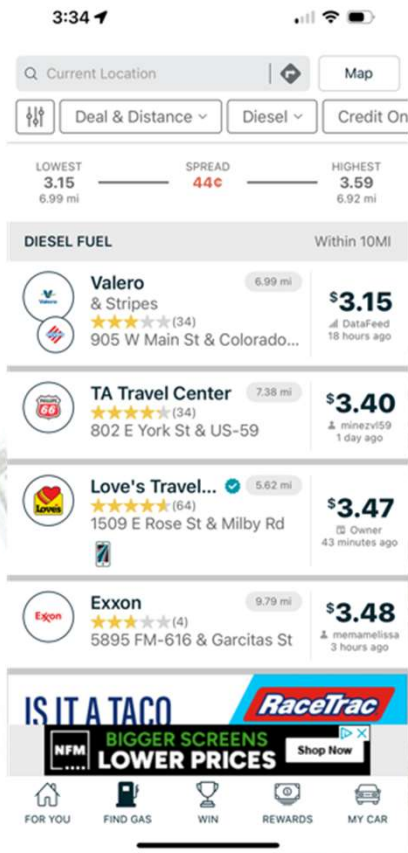 3:34
Current Location
Map
Deal & Distance
Diesel
Credit On
LOWEST
SPREAD
HIGHEST
3.15
44¢
3.59
6.99 mi
6.92 mi
DIESEL FUEL
Within 10MI
Valero
Valero
6.99 mi
& Stripes
(34)
905 W Main St & Colorado...
$3.15
DataFeed
18 hours ago
PHILLIPS
66
TA Travel Center
7.38 mi
(34)
802 E York St & US-59
$3.40
minezvl59
1 day ago
Love's
Love's Travel...
5.62 mi
(64)
1509 E Rose St & Milby Rd
$3.47
Owner
43 minutes ago
Exxon
Exxon
9.79 mi
(4)
5895 FM-616 & Garcitas St
$3.48
memamelissa
3 hours ago
IS IT A TACO
RaceTrac
NFM
BIGGER SCREENS
LOWER PRICES
Shop Now
FOR YOU
FIND GAS
WIN
REWARDS
MY CAR